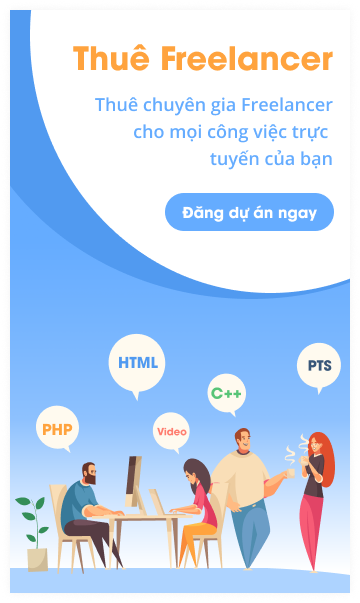 Thuê Freelancer
Thuê chuyên gia Freelancer
cho mọi công việc trực
tuyến của bạn
Đăng dự án ngay
HTML
PTS
C++
PHP
Video